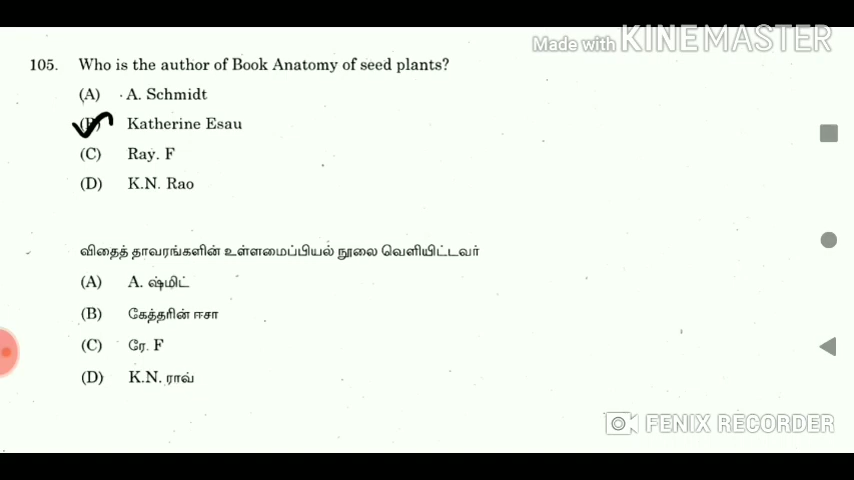 Made with KINEMASTER
105. Who is the author of Book Anatomy of seed plants?
(A) A. Schmidt
(B) Katherine Esau
(C) Ray. F
(D) K.N. Rao
விதைத் தாவரங்களின் உள்ளமைப்பியல் நூலை வெளியிட்டவர்
(A) A. ஷ்மிட்
(B) கேத்தரின் ஈசா
(C) ரே. F
(D) K.N. ராவ்
FENIX RECORDER